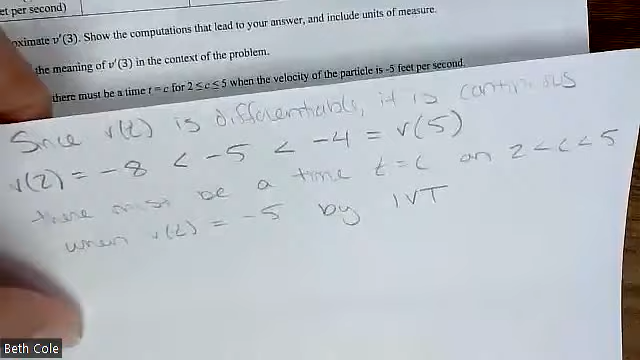 et per second)
oximate v'(3). Show the computations that lead to your answer, and include units of measure.
the meaning of v'(3) in the context of the problem.
there must be a time t = c for 2 ≤ c ≤ 5 when the velocity of the particle is -5 feet per second.
Since v(t) is differentiable, it is continuous
v(2) = -8 < -5 < -4 = v(5)
there must be a time t=c on 2<c<5
when v(t) = -5 by IVT
Beth Cole